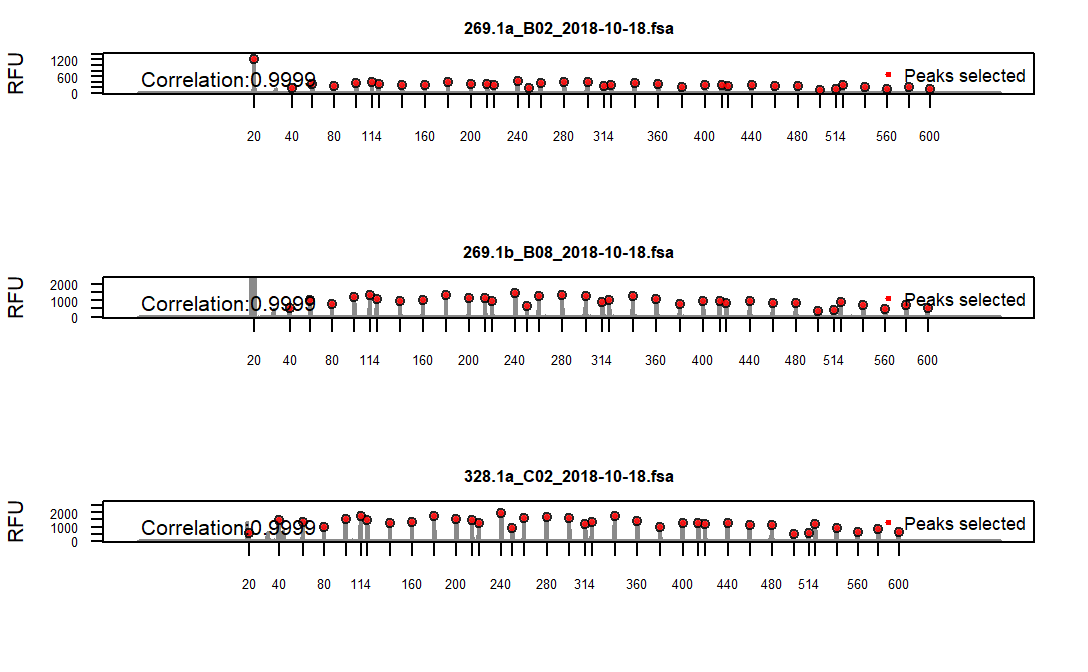 269.1a_B02_2018-10-18.fsa
RFU
1200
600
0
Correlation:0.9999
Peaks selected
20 40 80 114 160 200 240 280 314 360 400 440 480 514 560 600
269.1b_B08_2018-10-18.fsa
RFU
2000
1000
0
Correlation:0.9999
Peaks selected
20 40 80 114 160 200 240 280 314 360 400 440 480 514 560 600
328.1a_C02_2018-10-18.fsa
RFU
2000
1000
0
Correlation:0.9999
Peaks selected
20 40 80 114 160 200 240 280 314 360 400 440 480 514 560 600